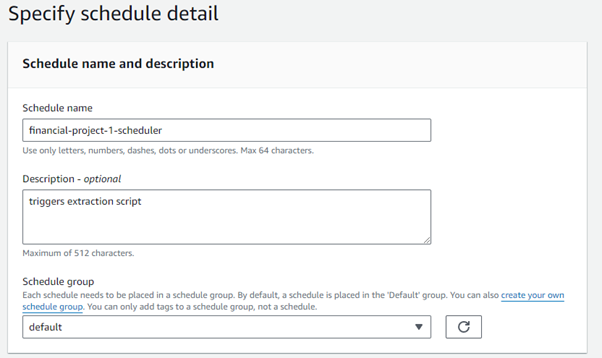 Specify schedule detail
Schedule name and description
Schedule name
financial-project-1-scheduler
Use only letters, numbers, dashes, dots or underscores. Max 64 characters.
Description - optional
triggers extraction script
Maximum of 512 characters.
Schedule group
Each schedule needs to be placed in a schedule group. By default, a schedule is placed in the 'Default' group. You can also create your own
schedule group. You can only add tags to a schedule group, not a schedule.
default